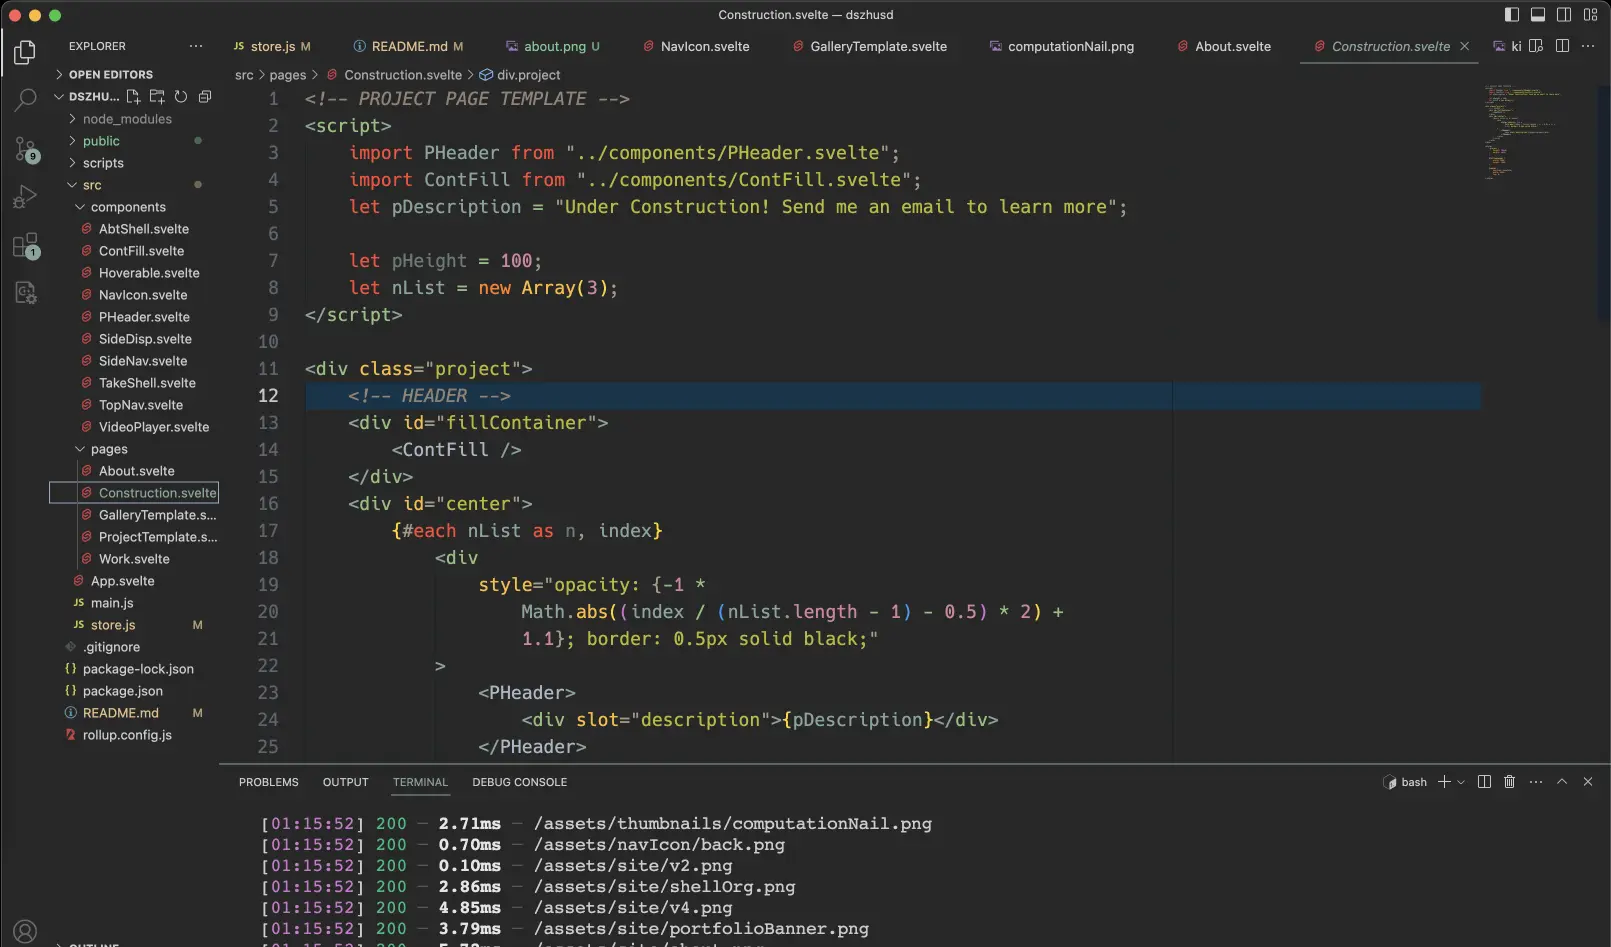 Construction.svelte — dszhusd
EXPLORER
store.js M
README.md M
about.png U
NavIcon.svelte
GalleryTemplate.svelte
computationNail.png
About.svelte
Construction.svelte
ki
src > pages > Construction.svelte > div.project
OPEN EDITORS
DSZHU...
node_modules
public
scripts
src
components
AbtShell.svelte
ContFill.svelte
Hoverable.svelte
NavIcon.svelte
PHeader.svelte
SideDisp.svelte
SideNav.svelte
TakeShell.svelte
TopNav.svelte
VideoPlayer.svelte
pages
About.svelte
Construction.svelte
GalleryTemplate.s...
ProjectTemplate.s...
Work.svelte
App.svelte
JS main.js
JS store.js M
.gitignore
{} package-lock.json
{} package.json
README.md M
rollup.config.js
9
1
1 <!-- PROJECT PAGE TEMPLATE -->
2 <script>
3 import PHeader from "../components/PHeader.svelte";
4 import ContFill from "../components/ContFill.svelte";
5 let pDescription = "Under Construction! Send me an email to learn more";
6
7 let pHeight = 100;
8 let nList = new Array(3);
9 </script>
10
11 <div class="project">
12 <!-- HEADER -->
13 <div id="fillContainer">
14 <ContFill />
15 </div>
16 <div id="center">
17 {#each nList as n, index}
18 <div
19 style="opacity: {-1 *
20 Math.abs((index / (nList.length - 1) - 0.5) * 2) +
21 1.1}; border: 0.5px solid black;"
22 >
23 <PHeader>
24 <div slot="description">{pDescription}</div>
25 </PHeader>
PROBLEMS OUTPUT TERMINAL DEBUG CONSOLE
bash
[01:15:52] 200 — 2.71ms — /assets/thumbnails/computationNail.png
[01:15:52] 200 — 0.70ms — /assets/navIcon/back.png
[01:15:52] 200 — 0.10ms — /assets/site/v2.png
[01:15:52] 200 — 2.86ms — /assets/site/shellOrg.png
[01:15:52] 200 — 4.85ms — /assets/site/v4.png
[01:15:52] 200 — 3.79ms — /assets/site/portfolioBanner.png
OUTLINE